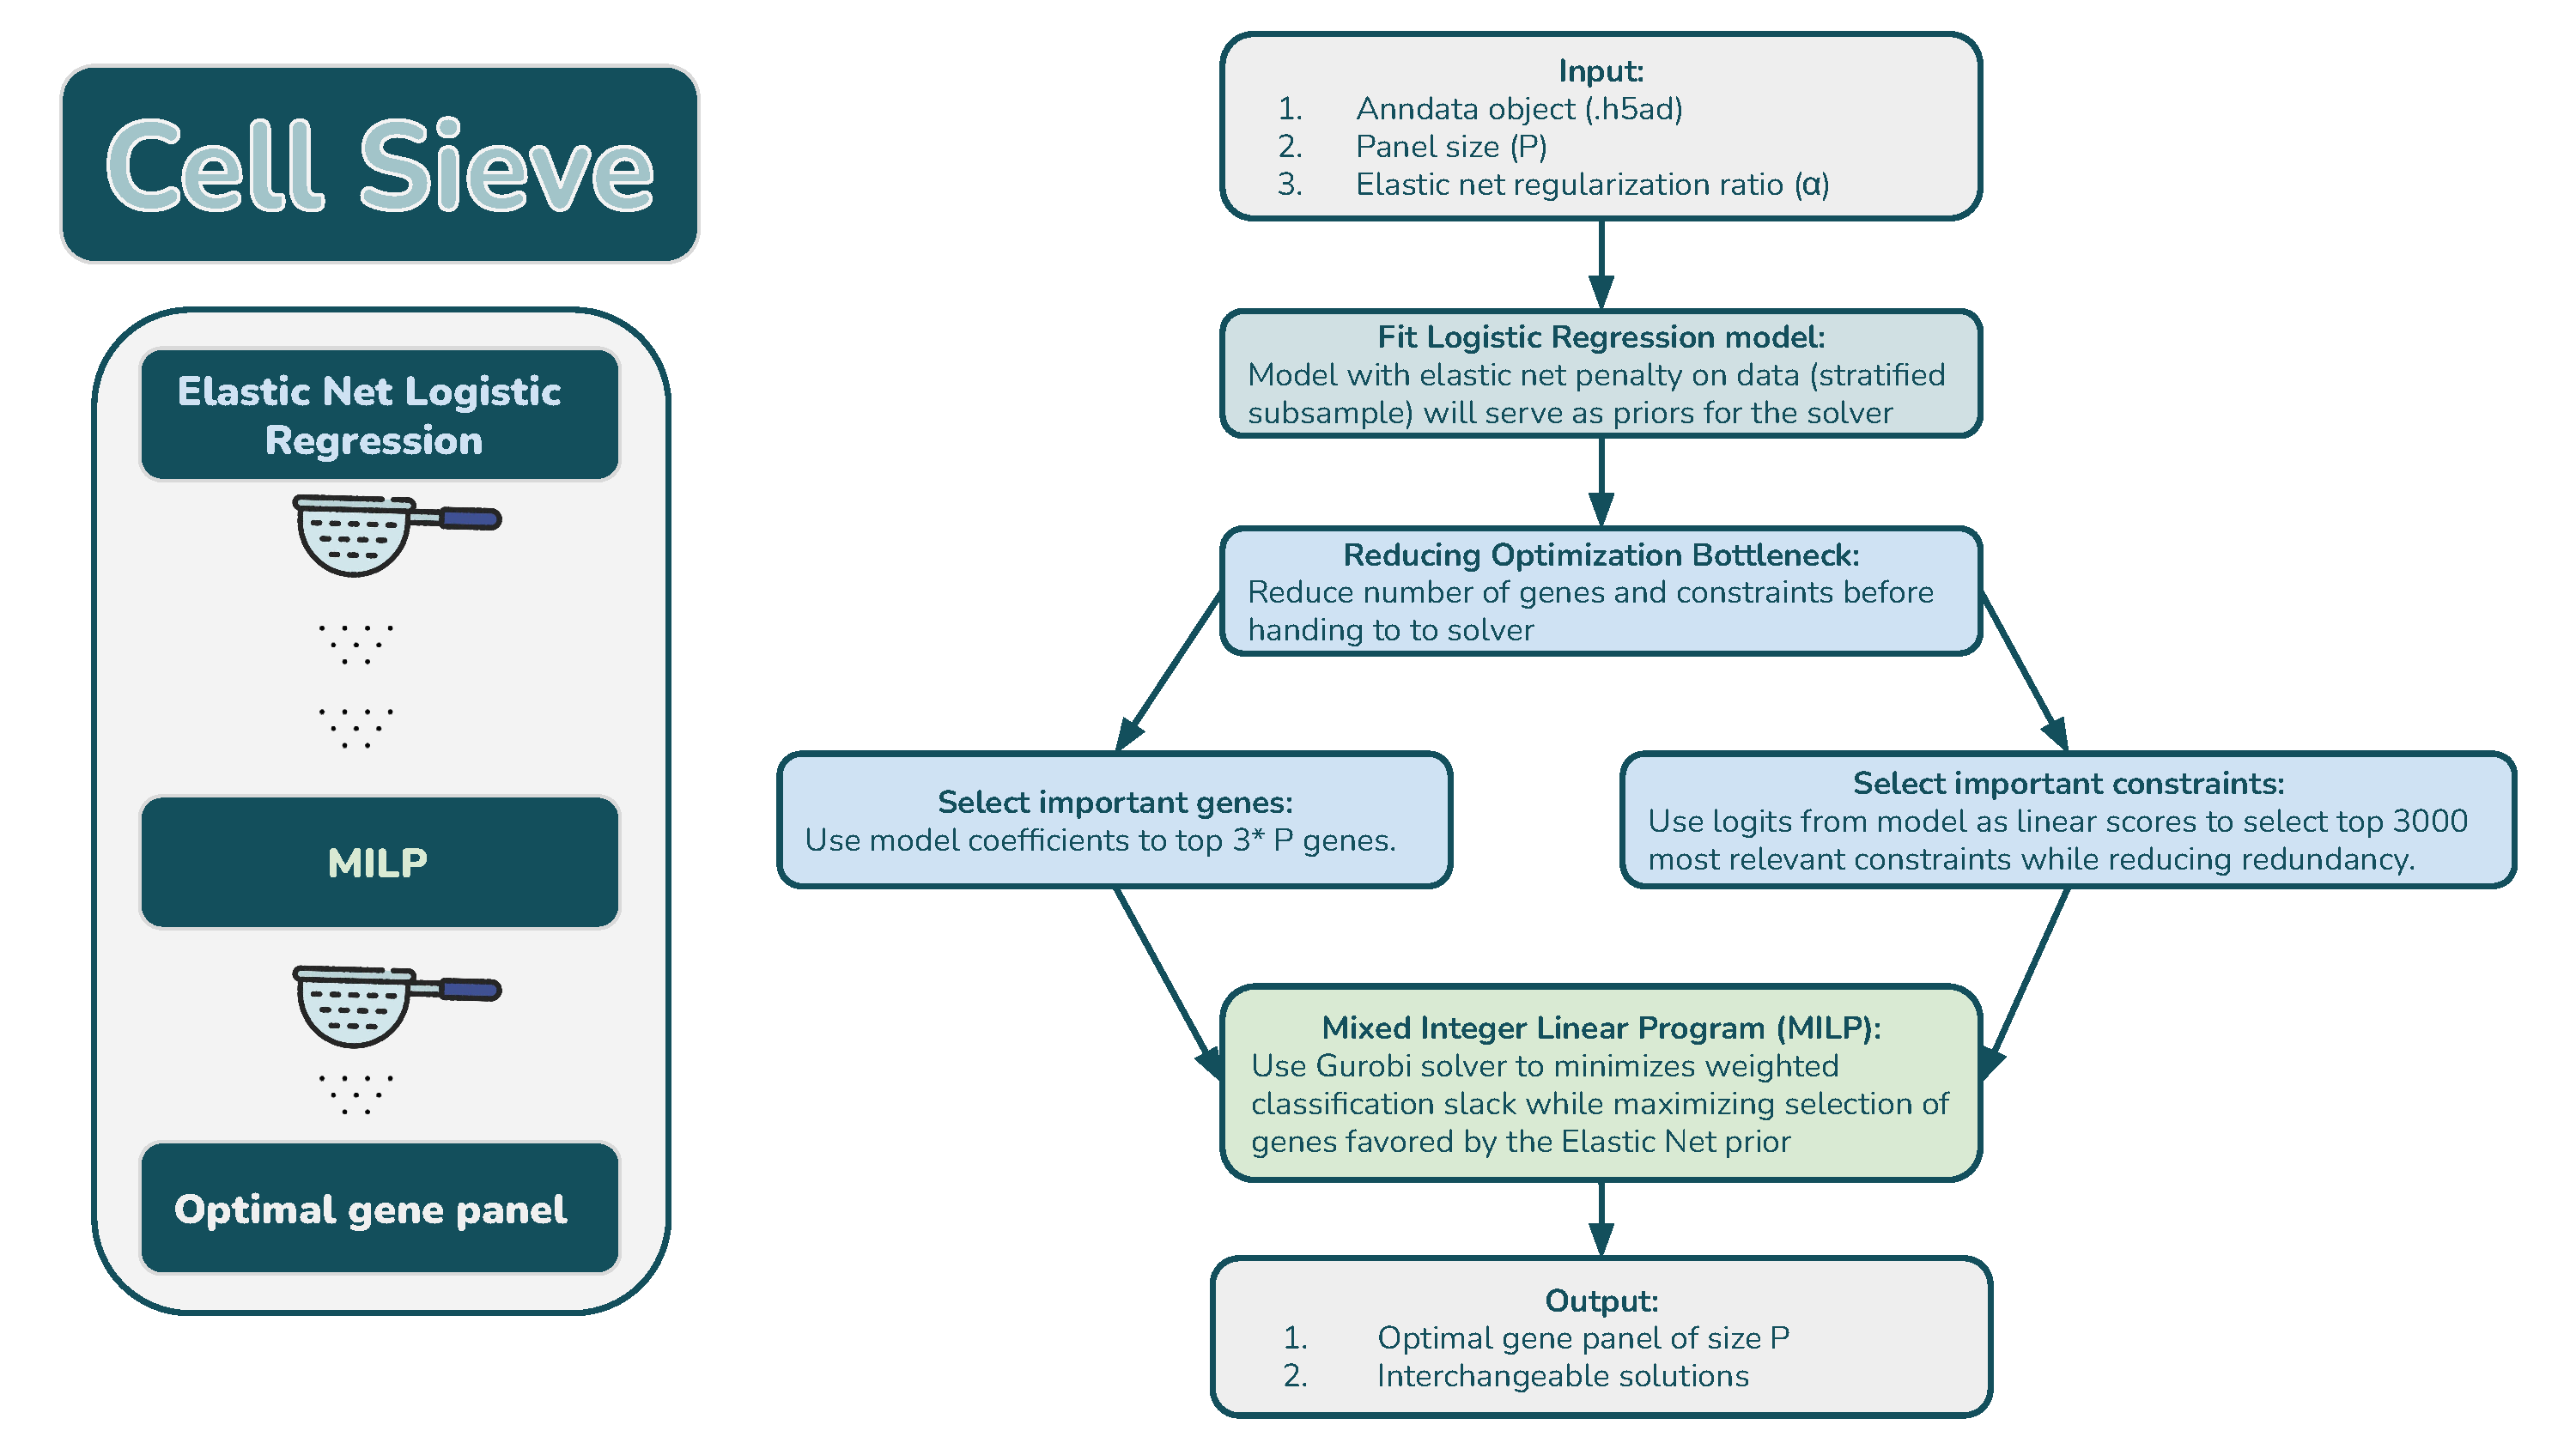 Cell Sieve
Elastic Net Logistic
Regression
MILP
Optimal gene panel
Input:
1. Anndata object (.h5ad)
2. Panel size (P)
3. Elastic net regularization ratio (α)
Fit Logistic Regression model:
Model with elastic net penalty on data (stratified
subsample) will serve as priors for the solver
Reducing Optimization Bottleneck:
Reduce number of genes and constraints before
handing to to solver
Select important genes:
Use model coefficients to top 3* P genes.
Select important constraints:
Use logits from model as linear scores to select top 3000
most relevant constraints while reducing redundancy.
Mixed Integer Linear Program (MILP):
Use Gurobi solver to minimizes weighted
classification slack while maximizing selection of
genes favored by the Elastic Net prior
Output:
1. Optimal gene panel of size P
2. Interchangeable solutions